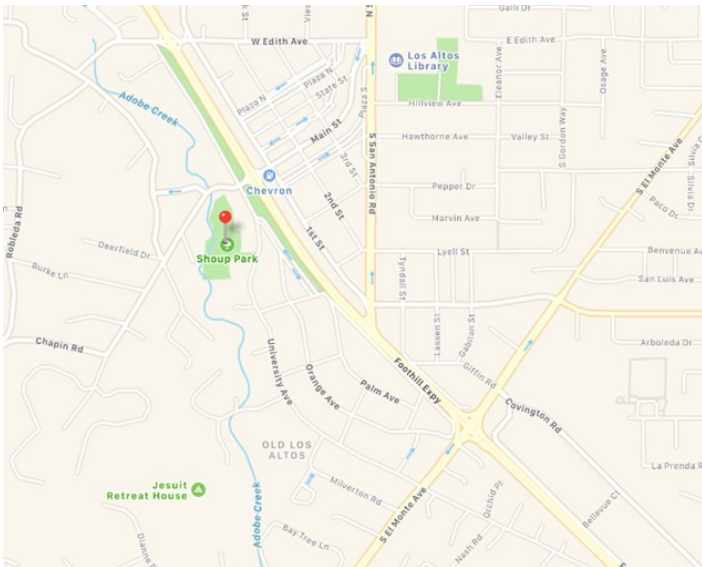 Galli Dr
S N
W Edith Ave
E Edith Ave
Los Altos
Library
Plaza N
State St
Plaza N
Plaza S
Eleanor Ave
Osage Ave
Adobe Creek
Hillview Ave
Main St
Hawthorne Ave
Valley St
S Gordon Way
S El Monte Ave
3rd St
S San Antonio Rd
Chevron
Pepper Dr
Silvia Dr
2nd St
Paco Dr
Marvin Ave
Robleda Rd
1st St
Deerfield Dr
Shoup Park
Lyell St
Benvenue Av
Burke Ln
Tyndall St
San Luis Ave
Lassen St
Gabilan St
Chapin Rd
Arboleda Dr
University Ave
Orange Ave
Palm Ave
Foothill Expy
Giffin Rd
Covington Rd
OLD LOS
ALTOS
La Prenda R
Jesuit
Retreat House
Milverton Rd
Orchid Pl
Bellevue Ct
Adobe Creek
S El Monte Ave
Bay Tree Ln
Nash Rd
Dianne